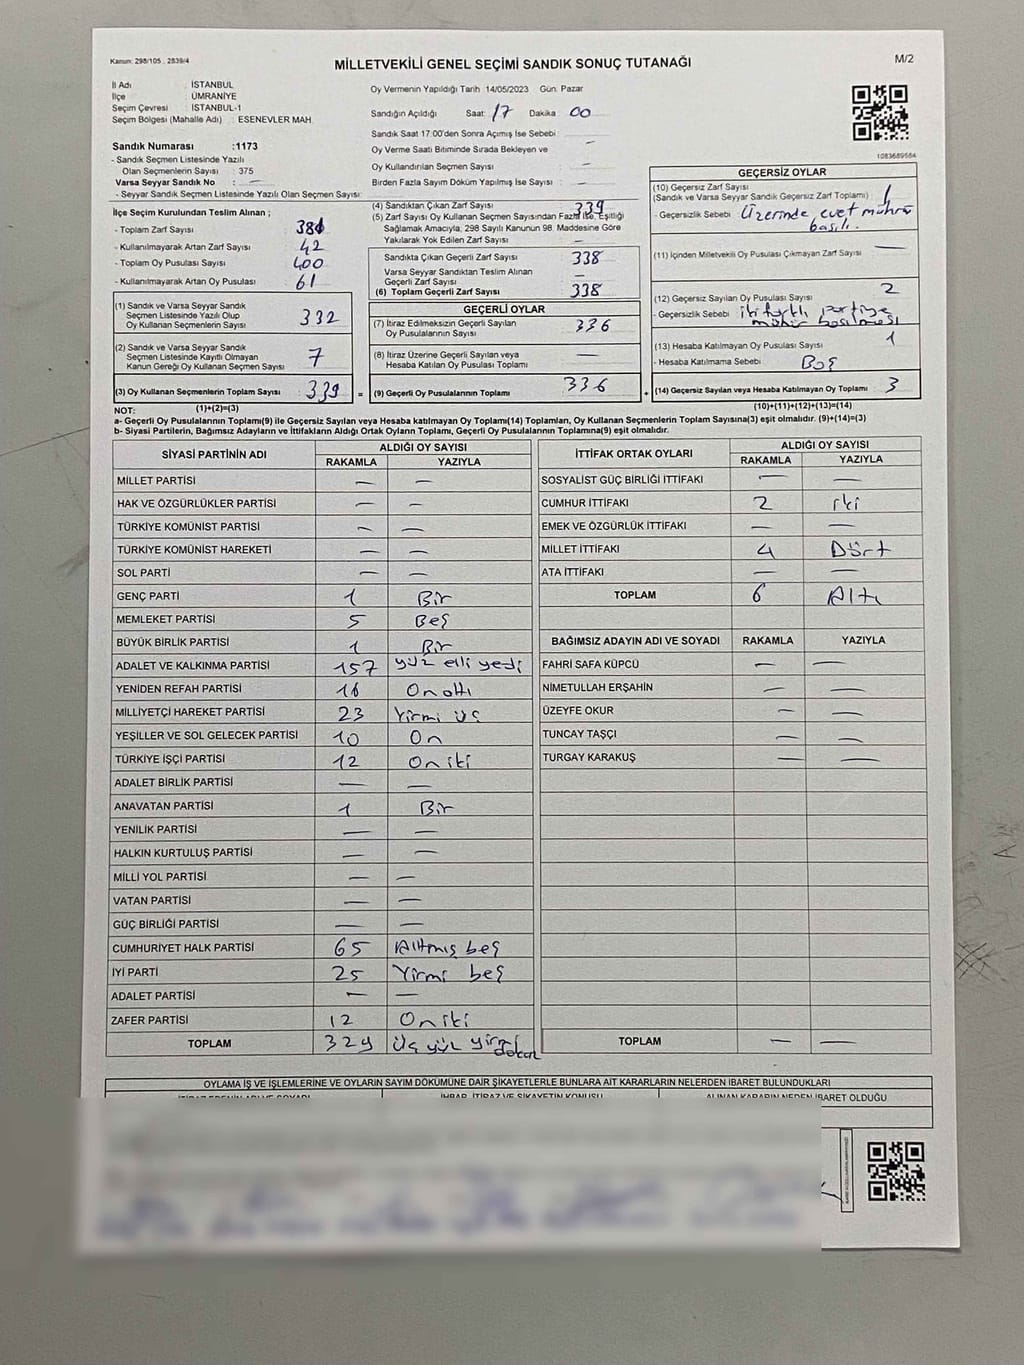 Kanun: 298/105 , 2839/4
MİLLETVEKİLİ GENEL SEÇİMİ SANDIK SONUÇ TUTANAĞI
M/2
İl Adı : İSTANBUL
İlçe : ÜMRANİYE
Seçim Çevresi : İSTANBUL-1
Seçim Bölgesi (Mahalle Adı) : ESENEVLER MAH.
Oy Vermenin Yapıldığı Tarih 14/05/2023 Gün: Pazar
Sandığın Açıldığı Saat: 17 Dakika 00
Sandık Saat 17:00'den Sonra Açımış İse Sebebi : —
Oy Verme Saati Bitiminde Sırada Bekleyen ve
Oy Kullandırılan Seçmen Sayısı : —
Birden Fazla Sayım Döküm Yapılmış İse Sayısı : —
1083689564
Sandık Numarası :1173
- Sandık Seçmen Listesinde Yazılı
Olan Seçmenlerin Sayısı : 375
Varsa Seyyar Sandık No : —
- Seyyar Sandık Seçmen Listesinde Yazılı Olan Seçmen Sayısı:
İlçe Seçim Kurulundan Teslim Alınan ;
- Toplam Zarf Sayısı : 381
- Kullanılmayarak Artan Zarf Sayısı : 42
- Toplam Oy Pusulası Sayısı : 400
- Kullanılmayarak Artan Oy Pusulası : 61
(1) Sandık ve Varsa Seyyar Sandık
Seçmen Listesinde Yazılı Olup
Oy Kullanan Seçmenlerin Sayısı 332
(2) Sandık ve Varsa Seyyar Sandık
Seçmen Listesinde Kayıtlı Olmayan
Kanun Gereği Oy Kullanan Seçmen Sayısı 7
(3) Oy Kullanan Seçmenlerin Toplam Sayısı 339 =
(1)+(2)=(3)
(4) Sandıktan Çıkan Zarf Sayısı 339
(5) Zarf Sayısı Oy Kullanan Seçmen Sayısından Fazla İse, Eşitliği
Sağlamak Amacıyla, 298 Sayılı Kanunun 98. Maddesine Göre
Yakılarak Yok Edilen Zarf Sayısı —
Sandıkta Çıkan Geçerli Zarf Sayısı 338
Varsa Seyyar Sandıktan Teslim Alınan
Geçerli Zarf Sayısı —
(6) Toplam Geçerli Zarf Sayısı 338
GEÇERLİ OYLAR
(7) İtiraz Edilmeksizin Geçerli Sayılan
Oy Pusulalarının Sayısı 336
(8) İtiraz Üzerine Geçerli Sayılan veya
Hesaba Katılan Oy Pusulası Toplamı —
(9) Geçerli Oy Pusulalarının Toplamı 336 +
GEÇERSİZ OYLAR
(10) Geçersiz Zarf Sayısı
(Sandık ve Varsa Seyyar Sandık Geçersiz Zarf Toplamı) 1
- Geçersizlik Sebebi Üzerinde evet mührü
basılı.
(11) İçinden Milletvekili Oy Pusulası Çıkmayan Zarf Sayısı —
(12) Geçersiz Sayılan Oy Pusulası Sayısı 2
- Geçersizlik Sebebi iki farklı partiye
mühür basılması
(13) Hesaba Katılmayan Oy Pusulası Sayısı 1
- Hesaba Katılmama Sebebi Boş
(14) Geçersiz Sayılan veya Hesaba Katılmayan Oy Toplamı 3
(10)+(11)+(12)+(13)=(14)
NOT:
a- Geçerli Oy Pusulalarının Toplamı(9) ile Geçersiz Sayılan veya Hesaba katılmayan Oy Toplamı(14) Toplamları, Oy Kullanan Seçmenlerin Toplam Sayısına(3) eşit olmalıdır. (9)+(14)=(3)
b- Siyasi Partilerin, Bağımsız Adayların ve İttifakların Aldığı Ortak Oyların Toplamı, Geçerli Oy Pusulalarının Toplamına(9) eşit olmalıdır.
SİYASİ PARTİNİN ADI ALDIĞI OY SAYISI
RAKAMLA YAZIYLA
MİLLET PARTİSİ — —
HAK VE ÖZGÜRLÜKLER PARTİSİ — —
TÜRKİYE KOMÜNİST PARTİSİ — —
TÜRKİYE KOMÜNİST HAREKETİ — —
SOL PARTİ — —
GENÇ PARTİ 1 Bir
MEMLEKET PARTİSİ 5 Beş
BÜYÜK BİRLİK PARTİSİ 1 Bir
ADALET VE KALKINMA PARTİSİ 157 yüz elli yedi
YENİDEN REFAH PARTİSİ 16 On altı
MİLLİYETÇİ HAREKET PARTİSİ 23 Yirmi üç
YEŞİLLER VE SOL GELECEK PARTİSİ 10 On
TÜRKİYE İŞÇİ PARTİSİ 12 On iki
ADALET BİRLİK PARTİSİ — —
ANAVATAN PARTİSİ 1 Bir
YENİLİK PARTİSİ — —
HALKIN KURTULUŞ PARTİSİ — —
MİLLİ YOL PARTİSİ — —
VATAN PARTİSİ — —
GÜÇ BİRLİĞİ PARTİSİ — —
CUMHURİYET HALK PARTİSİ 65 Altmış beş
İYİ PARTİ 25 Yirmi beş
ADALET PARTİSİ — —
ZAFER PARTİSİ 12 On iki
TOPLAM 329 üç yüz yirmi
dokuz
İTTİFAK ORTAK OYLARI ALDIĞI OY SAYISI
RAKAMLA YAZIYLA
SOSYALİST GÜÇ BİRLİĞİ İTTİFAKI — —
CUMHUR İTTİFAKI 2 iki
EMEK VE ÖZGÜRLÜK İTTİFAKI — —
MİLLET İTTİFAKI 4 Dört
ATA İTTİFAKI — —
TOPLAM 6 Altı
BAĞIMSIZ ADAYIN ADI VE SOYADI RAKAMLA YAZIYLA
FAHRİ SAFA KÜPCÜ — —
NİMETULLAH ERŞAHİN — —
ÜZEYFE OKUR — —
TUNCAY TAŞÇI — —
TURGAY KARAKUŞ — —
TOPLAM — —
OYLAMA İŞ VE İŞLEMLERİNE VE OYLARIN SAYIM DÖKÜMÜNE DAİR ŞİKAYETLERLE BUNLARA AİT KARARLARIN NELERDEN İBARET BULUNDUKLARI
İTİRAZ EDENİN ADI VE SOYADI İHBAR, İTİRAZ VE ŞİKAYETİN KONUSU ALINAN KARARIN NEDEN İBARET OLDUĞU